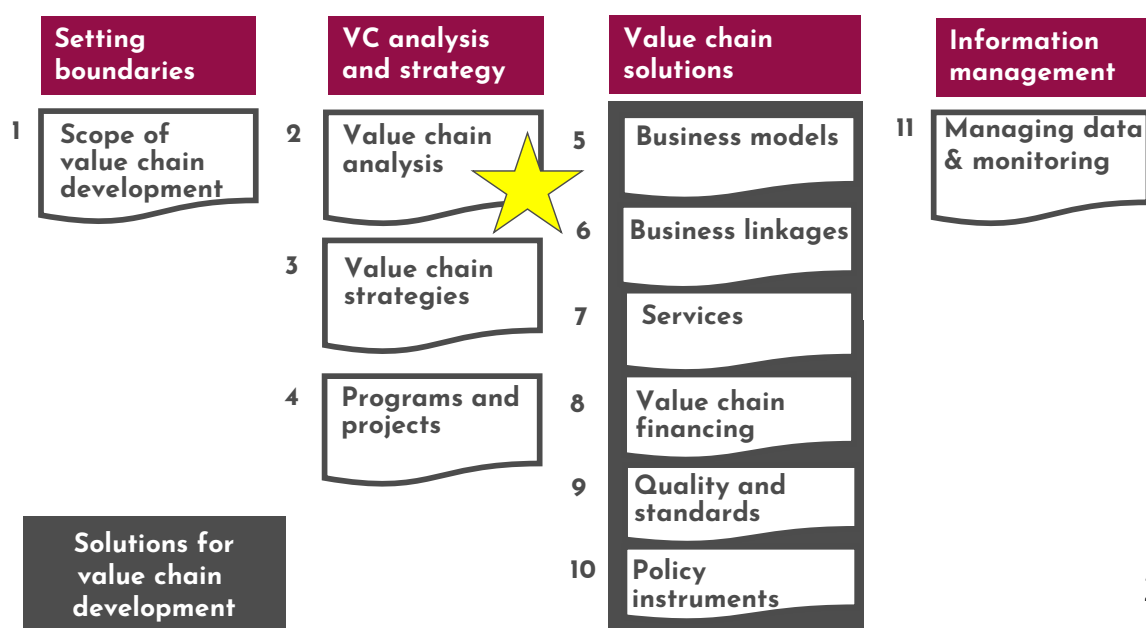 Setting
boundaries
1
Scope of
value chain
development
VC analysis
and strategy
2
Value chain
analysis
3
Value chain
strategies
4
Programs and
projects
Value chain
solutions
5
Business models
6
Business linkages
7
Services
8
Value chain
financing
9
Quality and
standards
10
Policy
instruments
Information
management
11
Managing data
& monitoring
Solutions for
value chain
development